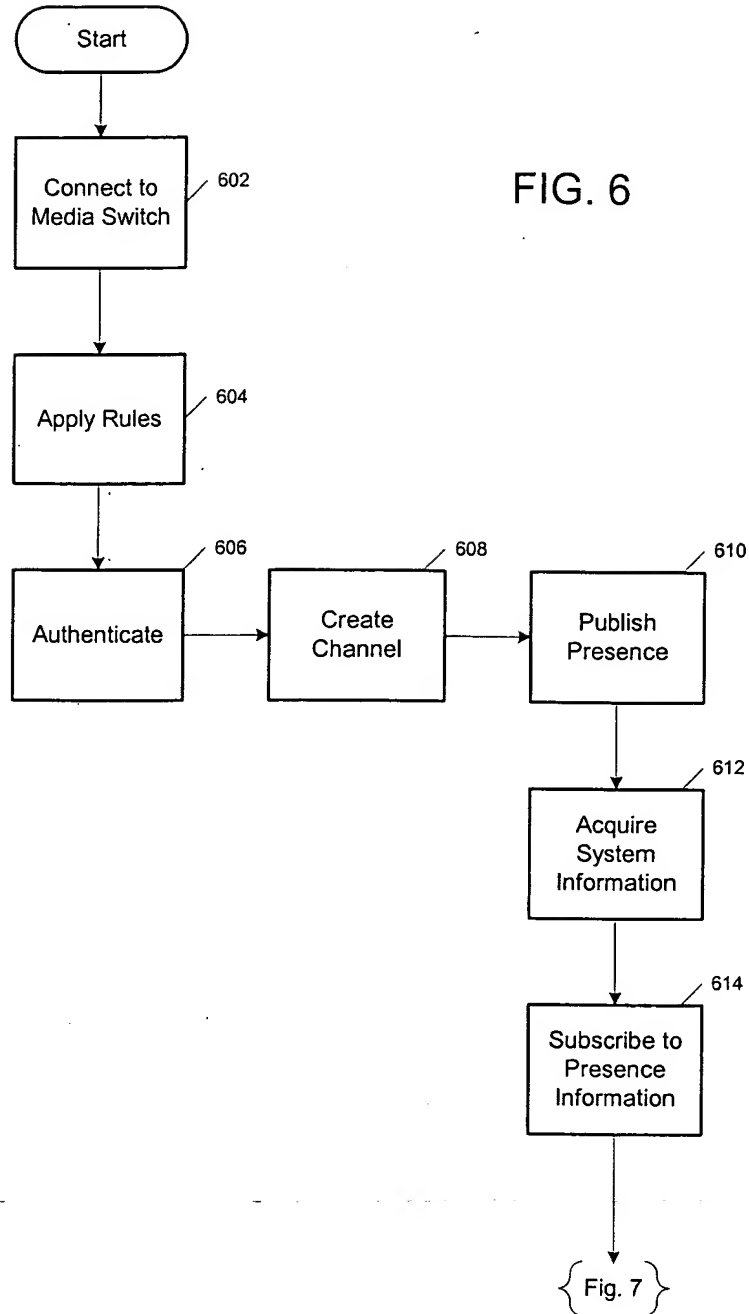 Start
FIG. 6
Connect to
Media Switch
602
Apply Rules
604
Authenticate
606
Create
Channel
608
Publish
Presence
610
Acquire
System
Information
612
Subscribe to
Presence
Information
614
{Fig. 7}